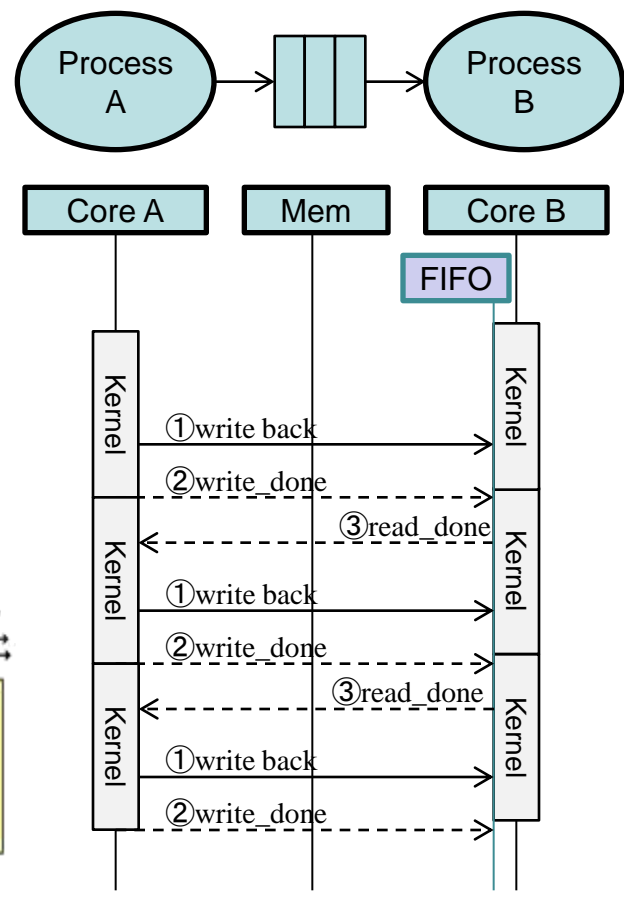 Process
A
Process
B
Core A
Mem
Core B
FIFO
Kernel
Kernel
①write back
②write_done
③read_done
Kernel
Kernel
①write back
②write_done
③read_done
Kernel
Kernel
①write back
②write_done